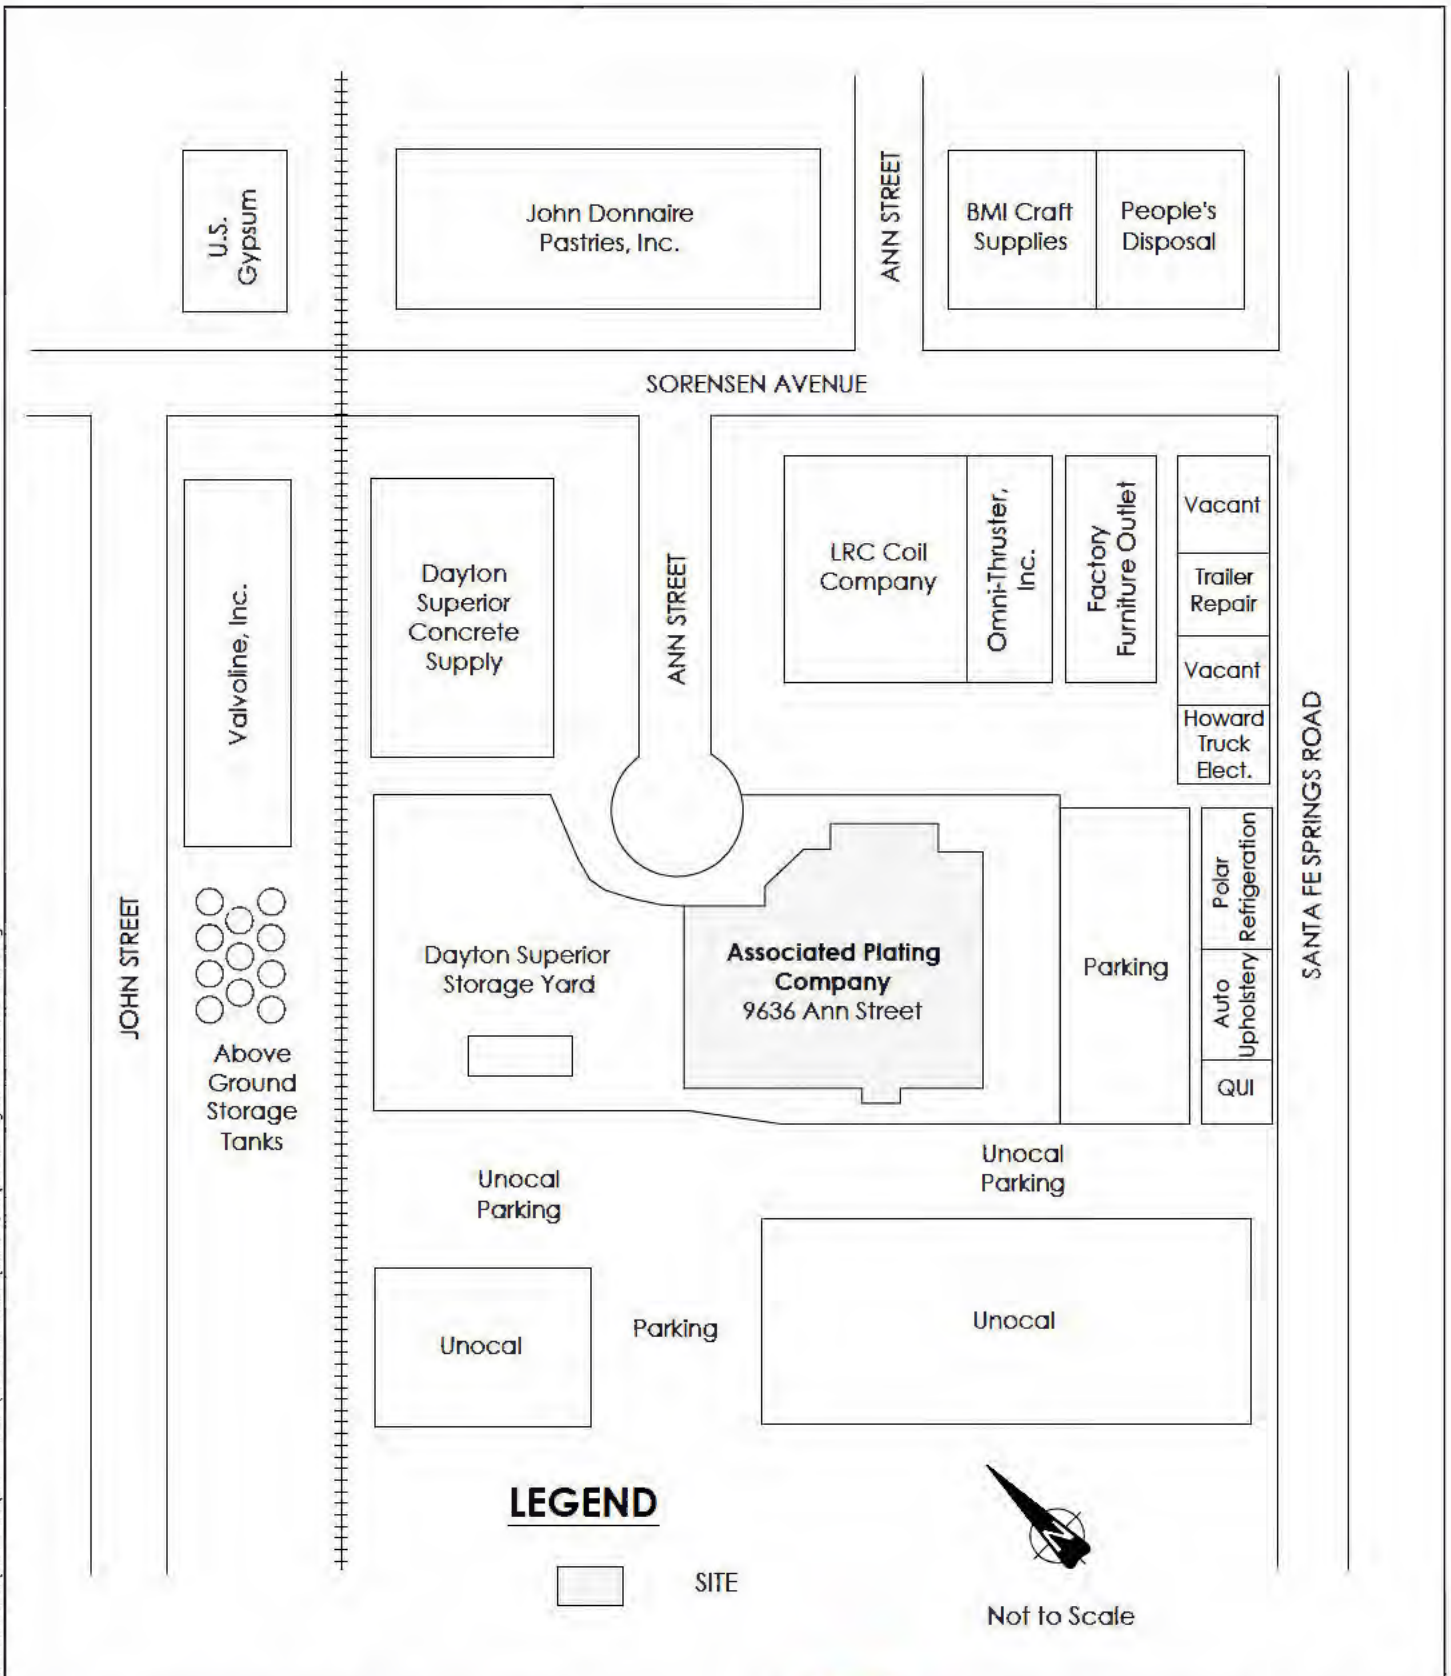 U.S.
Gypsum
John Donnaire
Pastries, Inc.
ANN STREET
BMI Craft
Supplies
People's
Disposal
SORENSEN AVENUE
Valvoline, Inc.
Dayton
Superior
Concrete
Supply
ANN STREET
LRC Coil
Company
Omni-Thruster,
Inc.
Factory
Furniture Outlet
Vacant
Trailer
Repair
Vacant
Howard
Truck
Elect.
SANTA FE SPRINGS ROAD
JOHN STREET
Above
Ground
Storage
Tanks
Dayton Superior
Storage Yard
Associated Plating
Company
9636 Ann Street
Parking
Polar
Refrigeration
Auto
Upholstery
QUI
Unocal
Parking
Unocal
Parking
Unocal
Parking
Unocal
LEGEND
SITE
N
Not to Scale